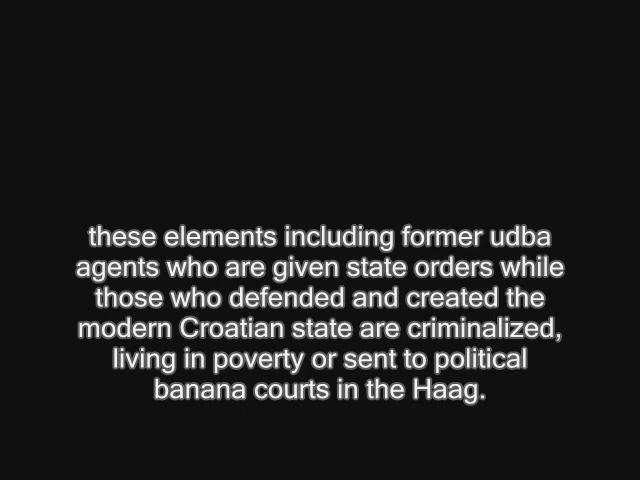 these elements including former udba
agents who are given state orders while
those who defended and created the
modern Croatian state are criminalized,
living in poverty or sent to political
banana courts in the Haag.